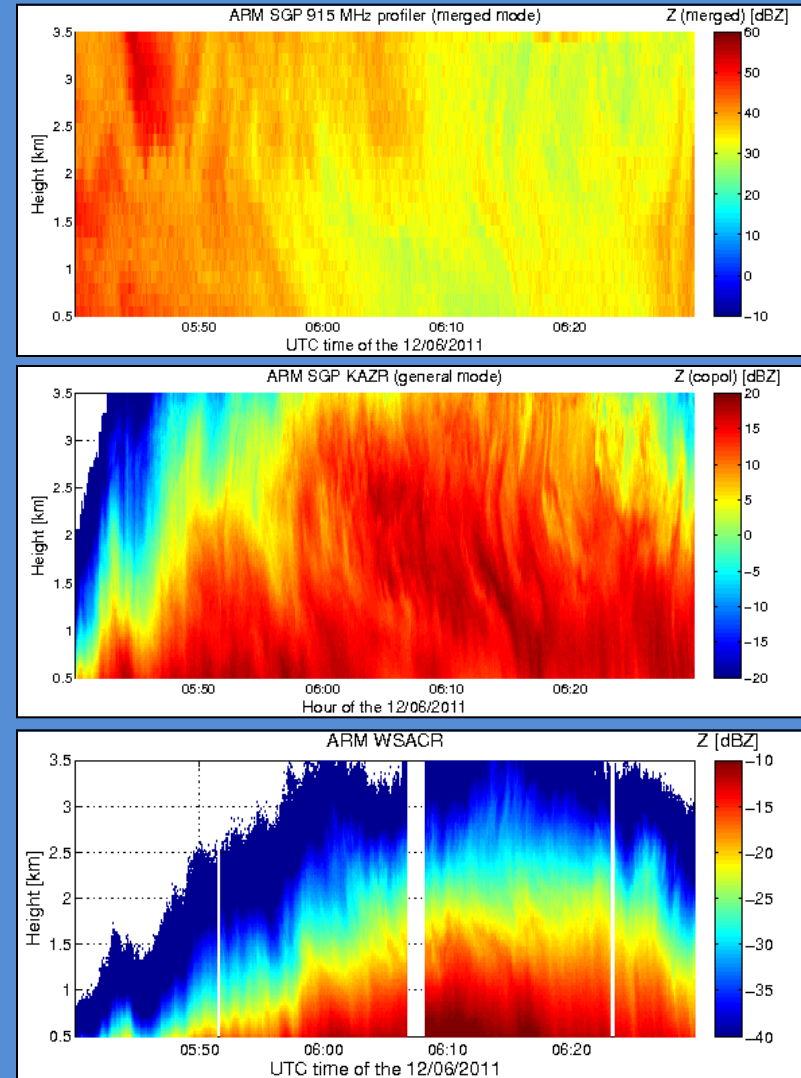 ARM SGP 915 MHz profiler (merged mode) Z (merged) [dBZ]
3.5 60
3 50
2.5 40
30
2 20
1.5 10
1 0
0.5 −10
Height [km]
05:50 06:00 06:10 06:20
UTC time of the 12/06/2011
ARM SGP KAZR (general mode) Z (copol) [dBZ]
3.5 20
15
3 10
2.5 5
2 0
1.5 −5
−10
1 −15
0.5 −20
Height [km]
05:50 06:00 06:10 06:20
Hour of the 12/06/2011
ARM WSACR Z [dBZ]
3.5 −10
3 −15
2.5 −20
2 −25
1.5 −30
1 −35
0.5 −40
Height [km]
05:50 06:00 06:10 06:20
UTC time of the 12/06/2011